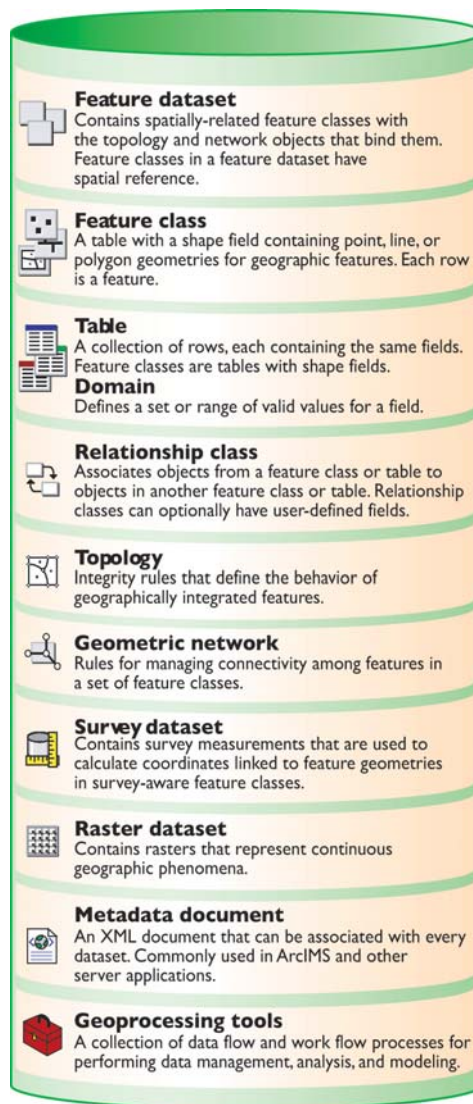 Feature dataset
Contains spatially-related feature classes with
the topology and network objects that bind them.
Feature classes in a feature dataset have
spatial reference.
Feature class
A table with a shape field containing point, line, or
polygon geometries for geographic features. Each row
is a feature.
Table
A collection of rows, each containing the same fields.
Feature classes are tables with shape fields.
Domain
Defines a set or range of valid values for a field.
Relationship class
Associates objects from a feature class or table to
objects in another feature class or table. Relationship
classes can optionally have user-defined fields.
Topology
Integrity rules that define the behavior of
geographically integrated features.
Geometric network
Rules for managing connectivity among features in
a set of feature classes.
Survey dataset
Contains survey measurements that are used to
calculate coordinates linked to feature geometries
in survey-aware feature classes.
Raster dataset
Contains rasters that represent continuous
geographic phenomena.
Metadata document
An XML document that can be associated with every
dataset. Commonly used in ArcIMS and other
server applications.
Geoprocessing tools
A collection of data flow and work flow processes for
performing data management, analysis, and modeling.